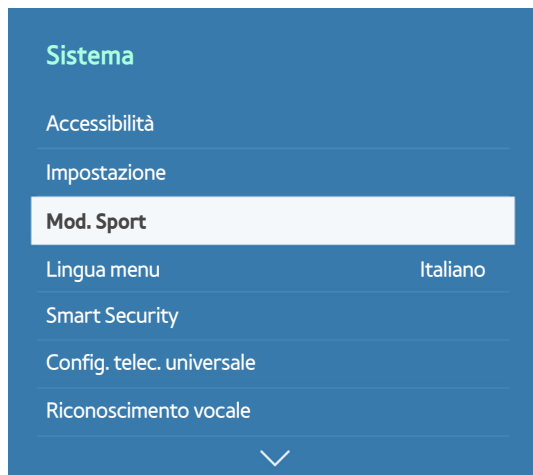 Sistema
Accessibilità
Impostazione
Mod. Sport
Lingua menu Italiano
Smart Security
Config. telec. universale
Riconoscimento vocale